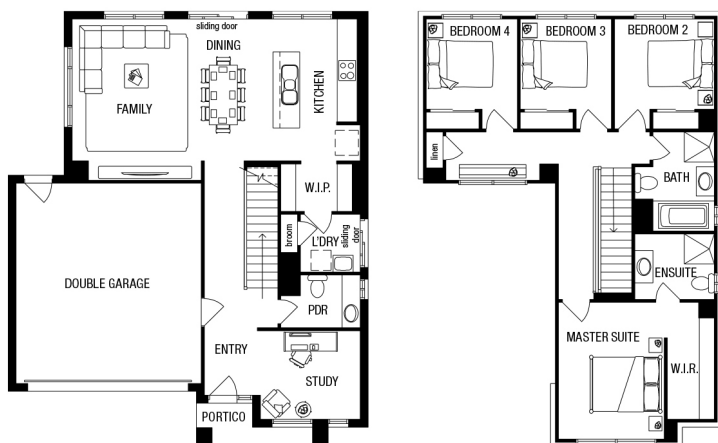 sliding door
DINING
FAMILY
KITCHEN
W.I.P.
broom
L'DRY
sliding
door
DOUBLE GARAGE
PDR
ENTRY
STUDY
PORTICO
BEDROOM 4
BEDROOM 3
BEDROOM 2
linen
BATH
ENSUITE
MASTER SUITE
W.I.R.